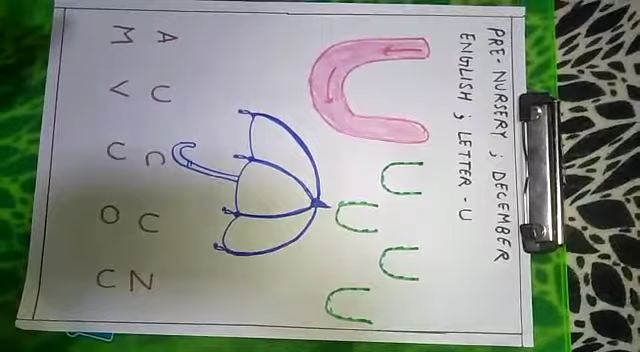 PRE-NURSERY ; DECEMBER
ENGLISH ; LETTER - U
U U U
U U
A U U U N
M V U O U